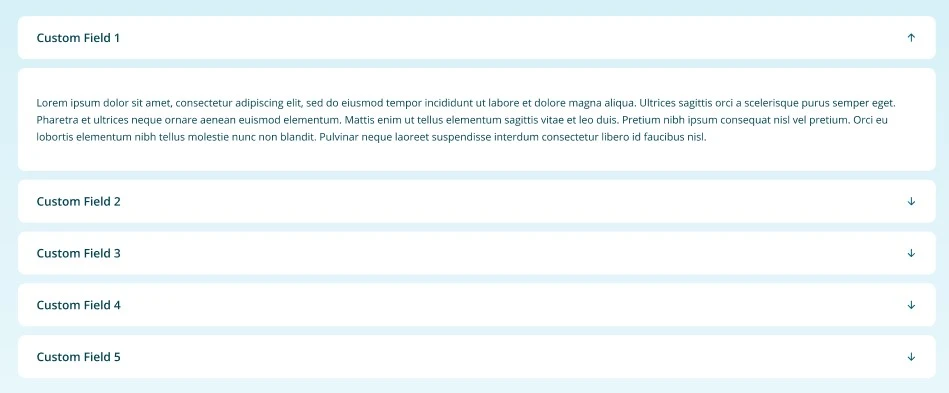 Custom Field 1
Lorem ipsum dolor sit amet, consectetur adipiscing elit, sed do eiusmod tempor incididunt ut labore et dolore magna aliqua. Ultrices sagittis orci a scelerisque purus semper eget.
Pharetra et ultrices neque ornare aenean euismod elementum. Mattis enim ut tellus elementum sagittis vitae et leo duis. Pretium nibh ipsum consequat nisl vel pretium. Orci eu
lobortis elementum nibh tellus molestie nunc non blandit. Pulvinar neque laoreet suspendisse interdum consectetur libero id faucibus nisl.
Custom Field 2
Custom Field 3
Custom Field 4
Custom Field 5